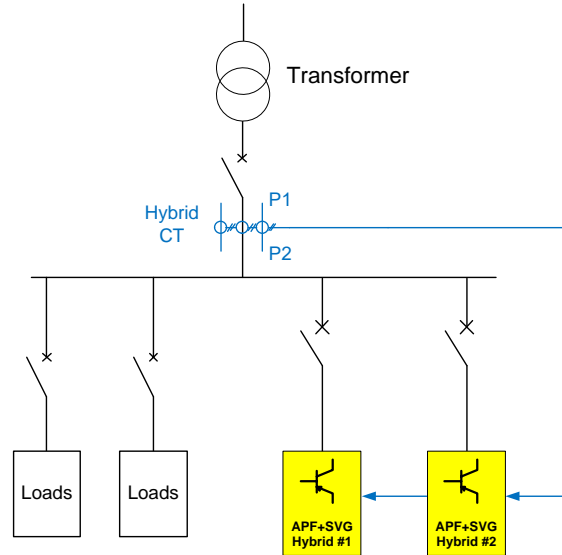 Transformer
Hybrid
CT
P1
P2
Loads
Loads
APF+SVG
Hybrid #1
APF+SVG
Hybrid #2